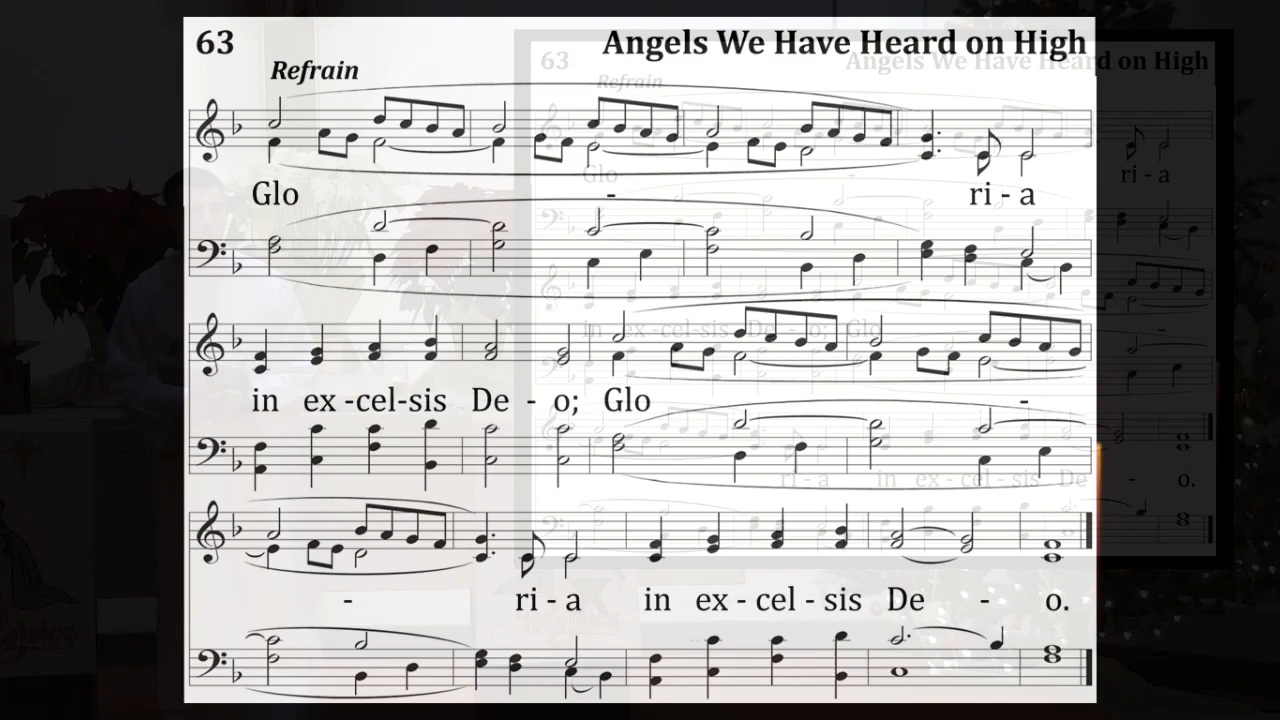 63 Angels We Have Heard on High
Refrain
Glo - ri - a
in ex -cel-sis De - o; Glo -
- ri - a in ex - cel - sis De - o.